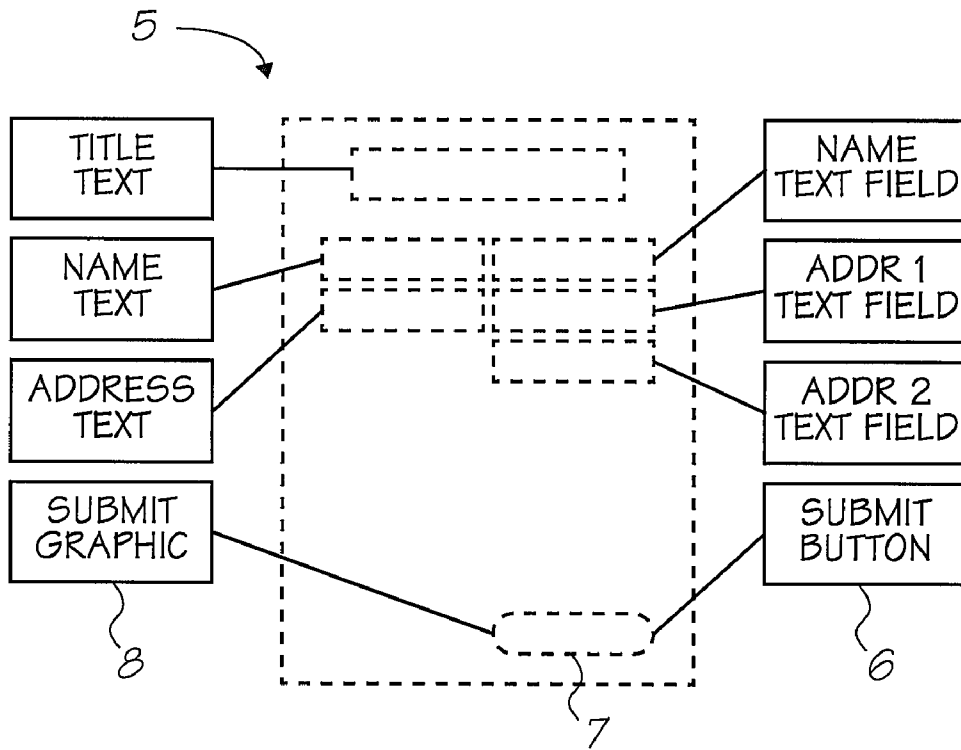 5
TITLE
TEXT
NAME
TEXT
ADDRESS
TEXT
SUBMIT
GRAPHIC
8
NAME
TEXT FIELD
ADDR 1
TEXT FIELD
ADDR 2
TEXT FIELD
SUBMIT
BUTTON
6
7